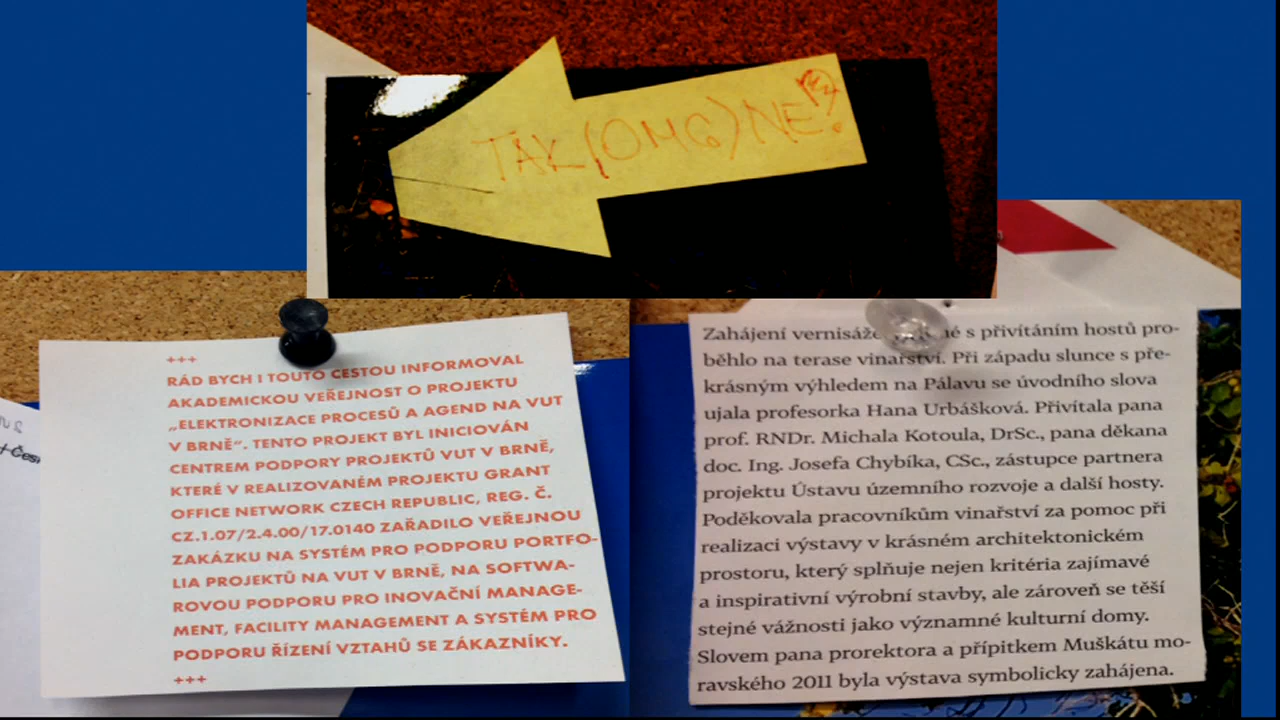 TAK (OMG) NE?
+++
RÁD BYCH I TOUTO CESTOU INFORMOVAL
AKADEMICKOU VEŘEJNOST O PROJEKTU
„ELEKTRONIZACE PROCESŮ A AGEND NA VUT
V BRNĚ“. TENTO PROJEKT BYL INICIOVÁN
CENTREM PODPORY PROJEKTŮ VUT V BRNĚ,
KTERÉ V REALIZOVANÉM PROJEKTU GRANT
OFFICE NETWORK CZECH REPUBLIC, REG. Č.
CZ.1.07/2.4.00/17.0140 ZAŘADILO VEŘEJNOU
ZAKÁZKU NA SYSTÉM PRO PODPORU PORTFO-
LIA PROJEKTŮ NA VUT V BRNĚ, NA SOFTWA-
ROVOU PODPORU PRO INOVAČNÍ MANAGE-
MENT, FACILITY MANAGEMENT A SYSTÉM PRO
PODPORU ŘÍZENÍ VZTAHŮ SE ZÁKAZNÍKY.
+++
Zahájení vernisáže s přivítáním hostů pro-
běhlo na terase vinařství. Při západu slunce s pře-
krásným výhledem na Pálavu se úvodního slova
ujala profesorka Hana Urbášková. Přivítala pana
prof. RNDr. Michala Kotoula, DrSc., pana děkana
doc. Ing. Josefa Chybíka, CSc., zástupce partnera
projektu Ústavu územního rozvoje a další hosty.
Poděkovala pracovníkům vinařství za pomoc při
realizaci výstavy v krásném architektonickém
prostoru, který splňuje nejen kritéria zajímavé
a inspirativní výrobní stavby, ale zároveň se těší
stejné vážnosti jako významné kulturní domy.
Slovem pana prorektora a přípitkem Muškátu mo-
ravského 2011 byla výstava symbolicky zahájena.